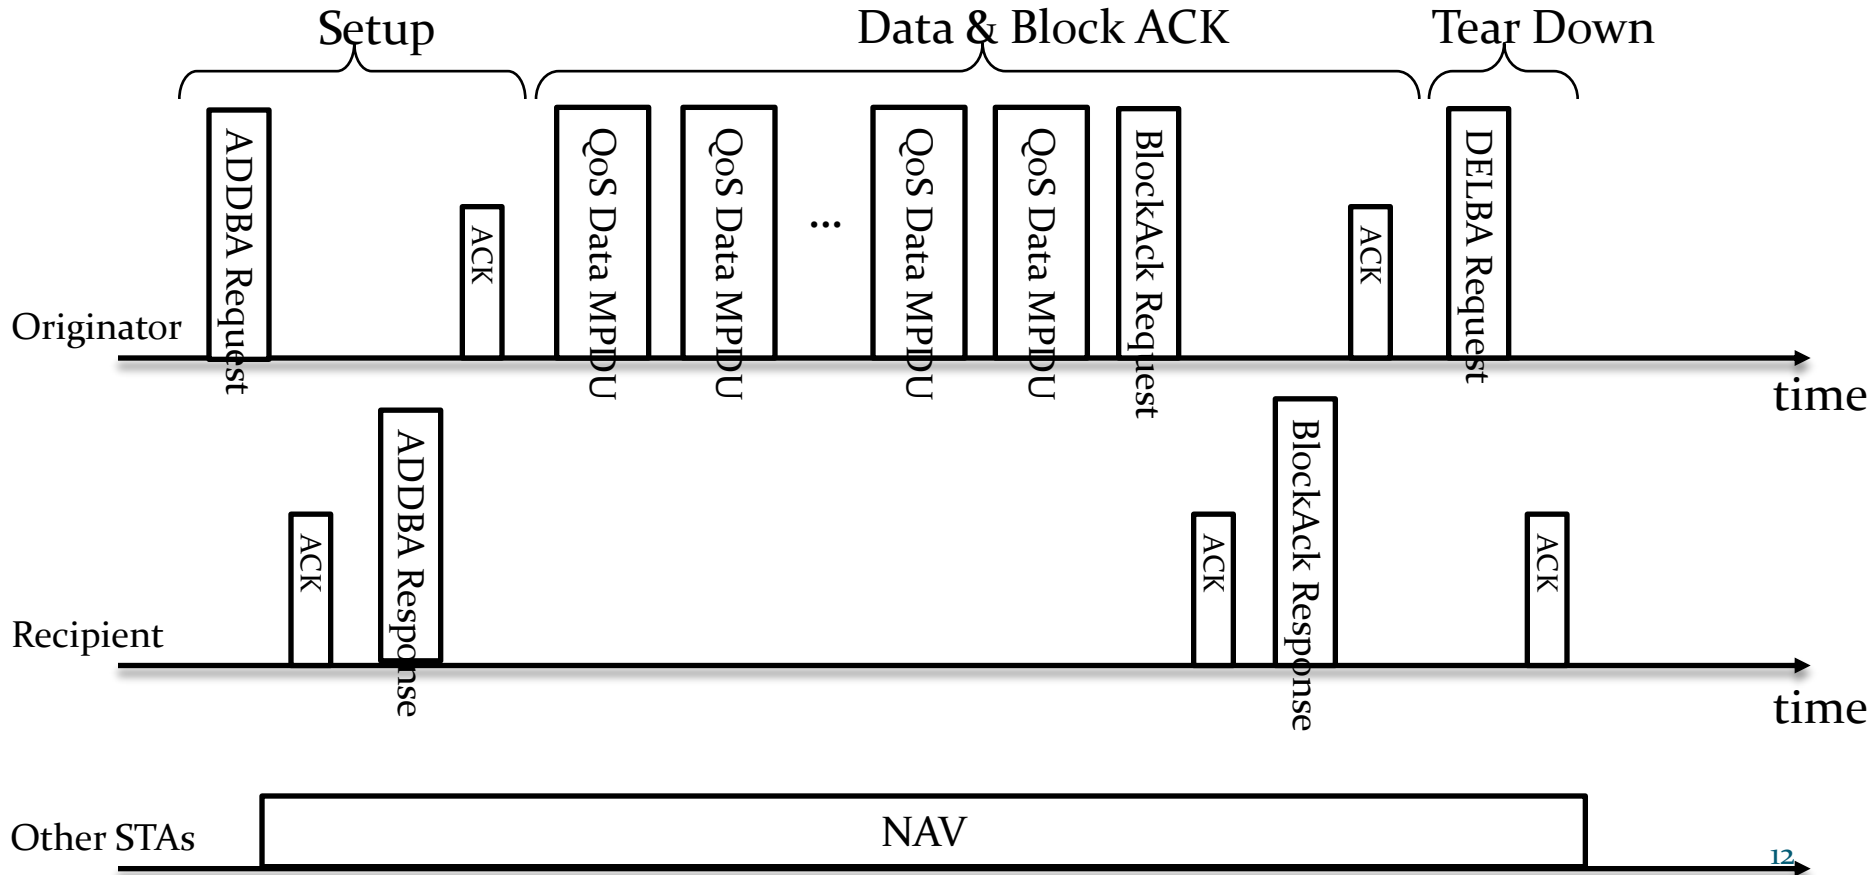 Setup
Data & Block ACK
Tear Down
ADDBA Request
ACK
QoS Data MPDU
QoS Data MPDU
...
QoS Data MPDU
QoS Data MPDU
BlockAck Request
ACK
DELBA Request
Originator
time
ACK
ADDBA Response
ACK
BlockAck Response
ACK
Recipient
time
Other STAs
NAV
12